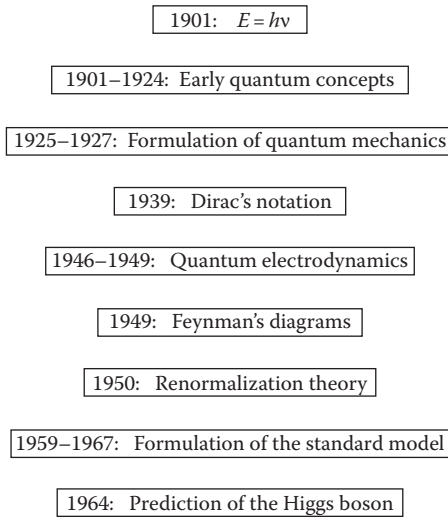 1901: E = hν
1901–1924: Early quantum concepts
1925–1927: Formulation of quantum mechanics
1939: Dirac’s notation
1946–1949: Quantum electrodynamics
1949: Feynman’s diagrams
1950: Renormalization theory
1959–1967: Formulation of the standard model
1964: Prediction of the Higgs boson